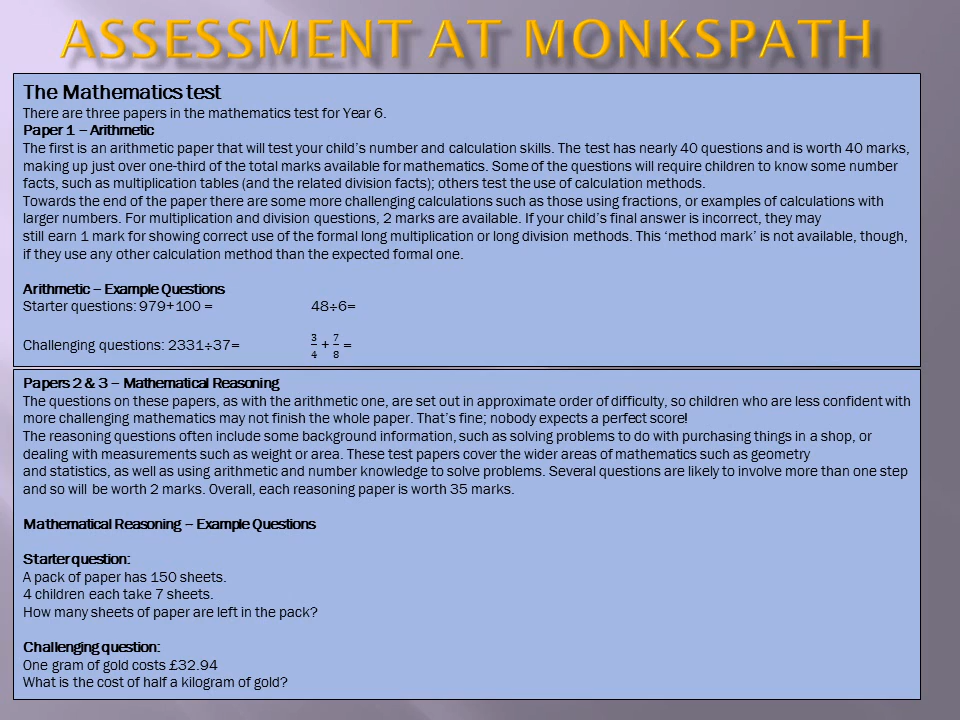 ASSESSMENT AT MONKSPATH
The Mathematics test
There are three papers in the mathematics test for Year 6.
Paper 1 – Arithmetic
The first is an arithmetic paper that will test your child's number and calculation skills. The test has nearly 40 questions and is worth 40 marks,
making up just over one-third of the total marks available for mathematics. Some of the questions will require children to know some number
facts, such as multiplication tables (and the related division facts); others test the use of calculation methods.
Towards the end of the paper there are some more challenging calculations such as those using fractions, or examples of calculations with
larger numbers. For multiplication and division questions, 2 marks are available. If your child's final answer is incorrect, they may
still earn 1 mark for showing correct use of the formal long multiplication or long division methods. This 'method mark' is not available, though,
if they use any other calculation method than the expected formal one.
Arithmetic – Example Questions
Starter questions: 979+100 = 48÷6=
Challenging questions: 2331÷37= 3/4 + 7/8 =
Papers 2 & 3 – Mathematical Reasoning
The questions on these papers, as with the arithmetic one, are set out in approximate order of difficulty, so children who are less confident with
more challenging mathematics may not finish the whole paper. That's fine; nobody expects a perfect score!
The reasoning questions often include some background information, such as solving problems to do with purchasing things in a shop, or
dealing with measurements such as weight or area. These test papers cover the wider areas of mathematics such as geometry
and statistics, as well as using arithmetic and number knowledge to solve problems. Several questions are likely to involve more than one step
and so will be worth 2 marks. Overall, each reasoning paper is worth 35 marks.
Mathematical Reasoning – Example Questions
Starter question:
A pack of paper has 150 sheets.
4 children each take 7 sheets.
How many sheets of paper are left in the pack?
Challenging question:
One gram of gold costs £32.94
What is the cost of half a kilogram of gold?